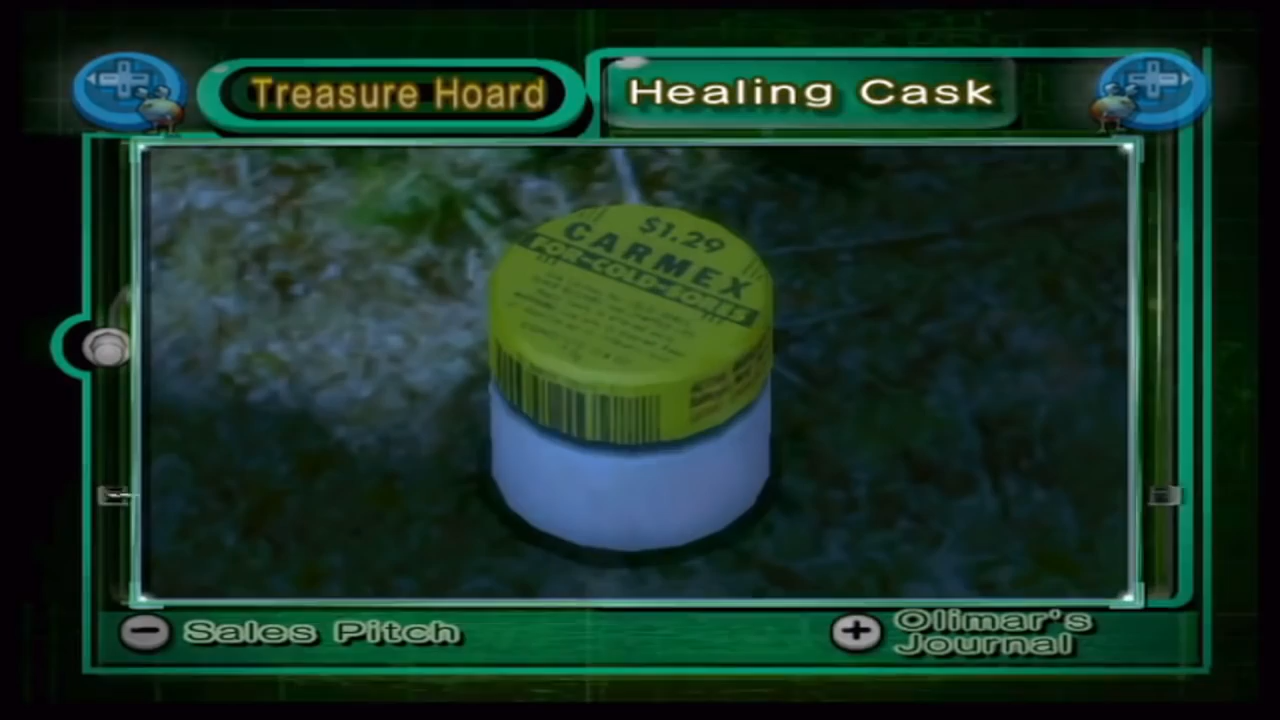 Treasure Hoard
Healing Cask
$1.29
CARMEX
FOR-COLD-SORES
Sales Pitch
Olimar's
Journal